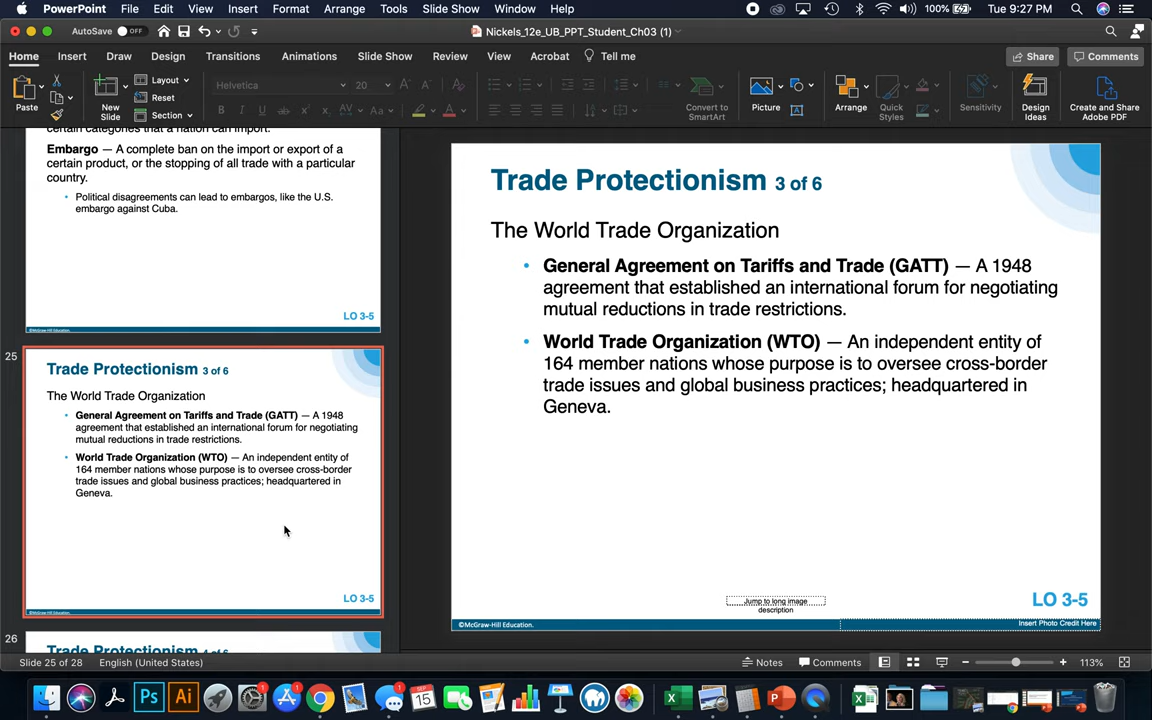 PowerPoint File Edit View Insert Format Arrange Tools Slide Show Window Help 100% Tue 9:27 PM
AutoSave OFF Nickels_12e_UB_PPT_Student_Ch03 (1)
Home Insert Draw Design Transitions Animations Slide Show Review View Acrobat Tell me Share Comments
Paste
New
Slide
Layout
Reset
Section
Helvetica 20
Convert to
SmartArt
Picture
Arrange
Quick
Styles
Sensitivity
Design
Ideas
Create and Share
Adobe PDF
certain categories that a nation can import.
Embargo — A complete ban on the import or export of a
certain product, or the stopping of all trade with a particular
country.
• Political disagreements can lead to embargos, like the U.S.
embargo against Cuba.
LO 3-5
©McGraw-Hill Education.
25
Trade Protectionism 3 of 6
The World Trade Organization
• General Agreement on Tariffs and Trade (GATT) — A 1948
agreement that established an international forum for negotiating
mutual reductions in trade restrictions.
• World Trade Organization (WTO) — An independent entity of
164 member nations whose purpose is to oversee cross-border
trade issues and global business practices; headquartered in
Geneva.
LO 3-5
©McGraw-Hill Education.
26
Trade Protectionism 4 of 6
Trade Protectionism 3 of 6
The World Trade Organization
• General Agreement on Tariffs and Trade (GATT) — A 1948
agreement that established an international forum for negotiating
mutual reductions in trade restrictions.
• World Trade Organization (WTO) — An independent entity of
164 member nations whose purpose is to oversee cross-border
trade issues and global business practices; headquartered in
Geneva.
Jump to long image
description
LO 3-5
©McGraw-Hill Education.
Insert Photo Credit Here
Slide 25 of 28 English (United States) Notes Comments 113%